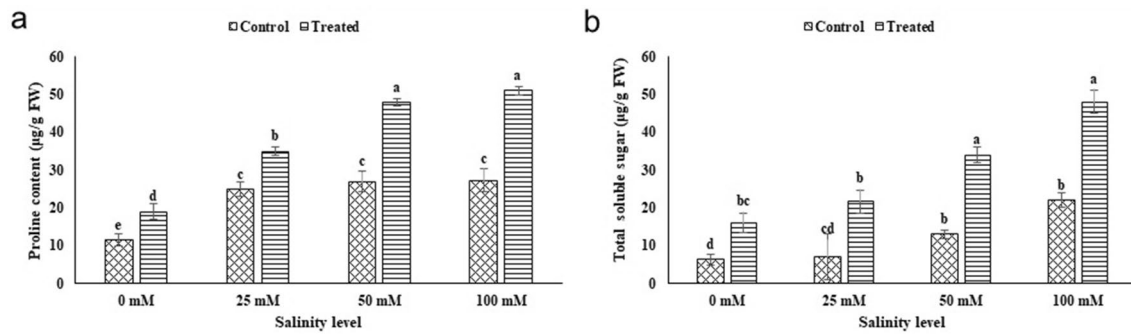 a
Control Treated
Proline content (µg/g FW)
60
50
40
30
20
10
0
e
d
c
b
c
a
c
a
0 mM 25 mM 50 mM 100 mM
Salinity level
b
Control Treated
Total soluble sugar (µg/g FW)
60
50
40
30
20
10
0
d
bc
cd
b
b
a
b
a
0 mM 25 mM 50 mM 100 mM
Salinity level